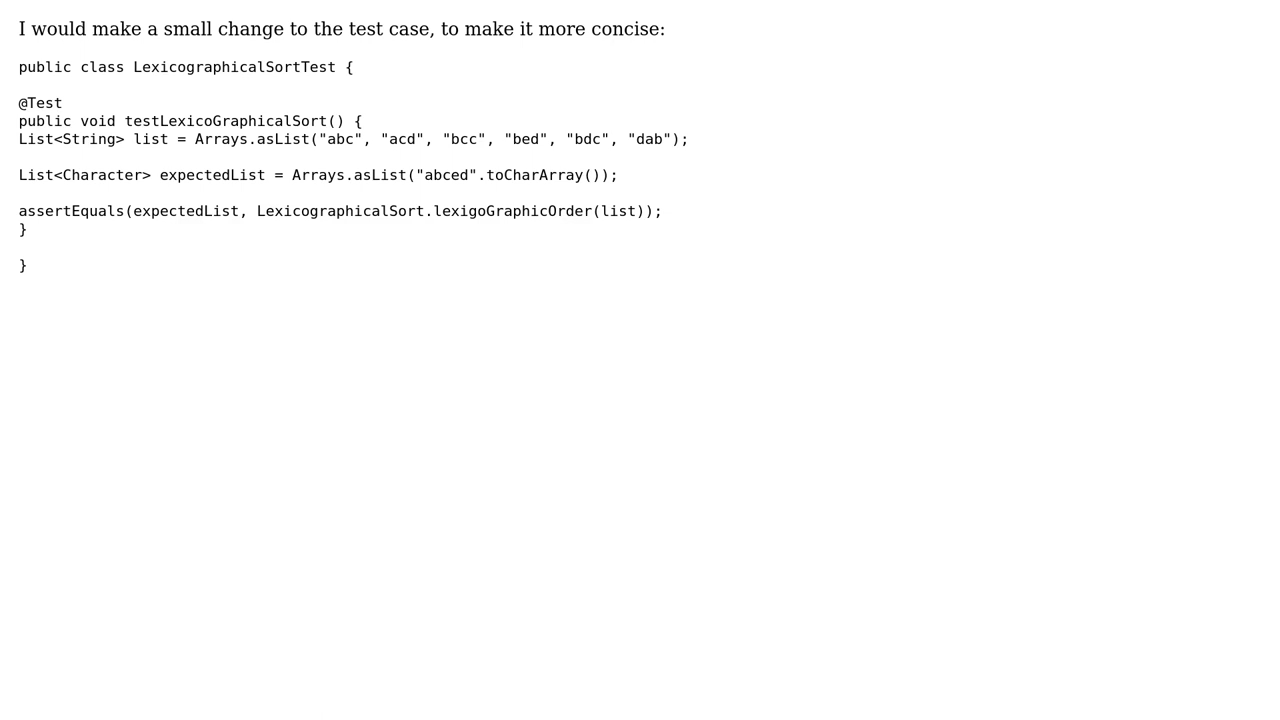 I would make a small change to the test case, to make it more concise:
public class LexicographicalSortTest {
@Test
public void testLexicoGraphicalSort() {
List<String> list = Arrays.asList("abc", "acd", "bcc", "bed", "bdc", "dab");
List<Character> expectedList = Arrays.asList("abced".toCharArray());
assertEquals(expectedList, LexicographicalSort.lexigoGraphicOrder(list));
}
}